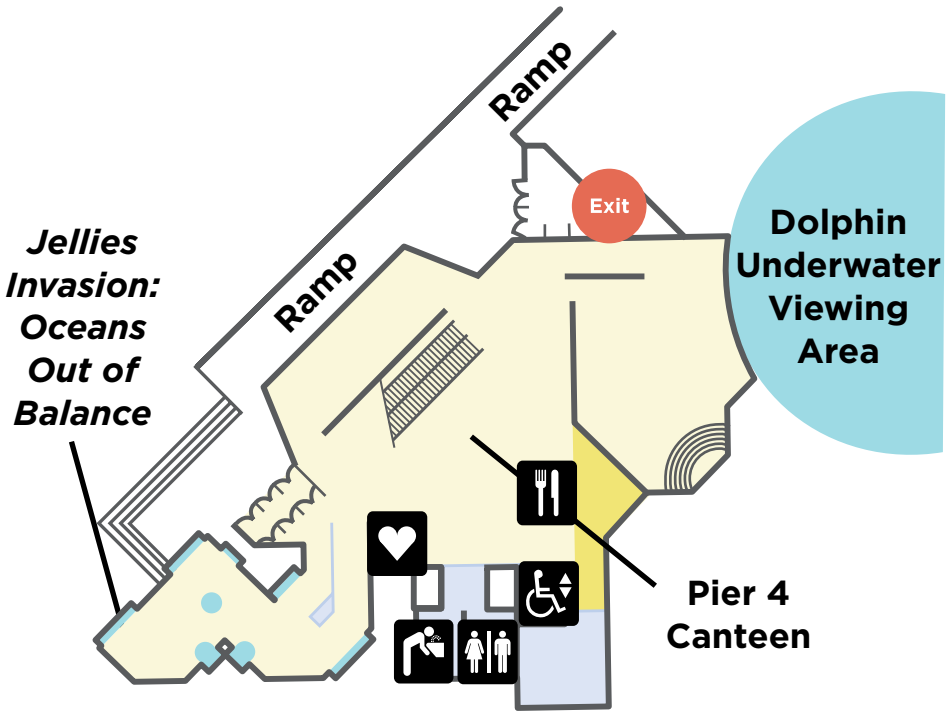 Ramp
Ramp
Exit
Dolphin
Underwater
Viewing
Area
Jellies
Invasion:
Oceans
Out of
Balance
Pier 4
Canteen